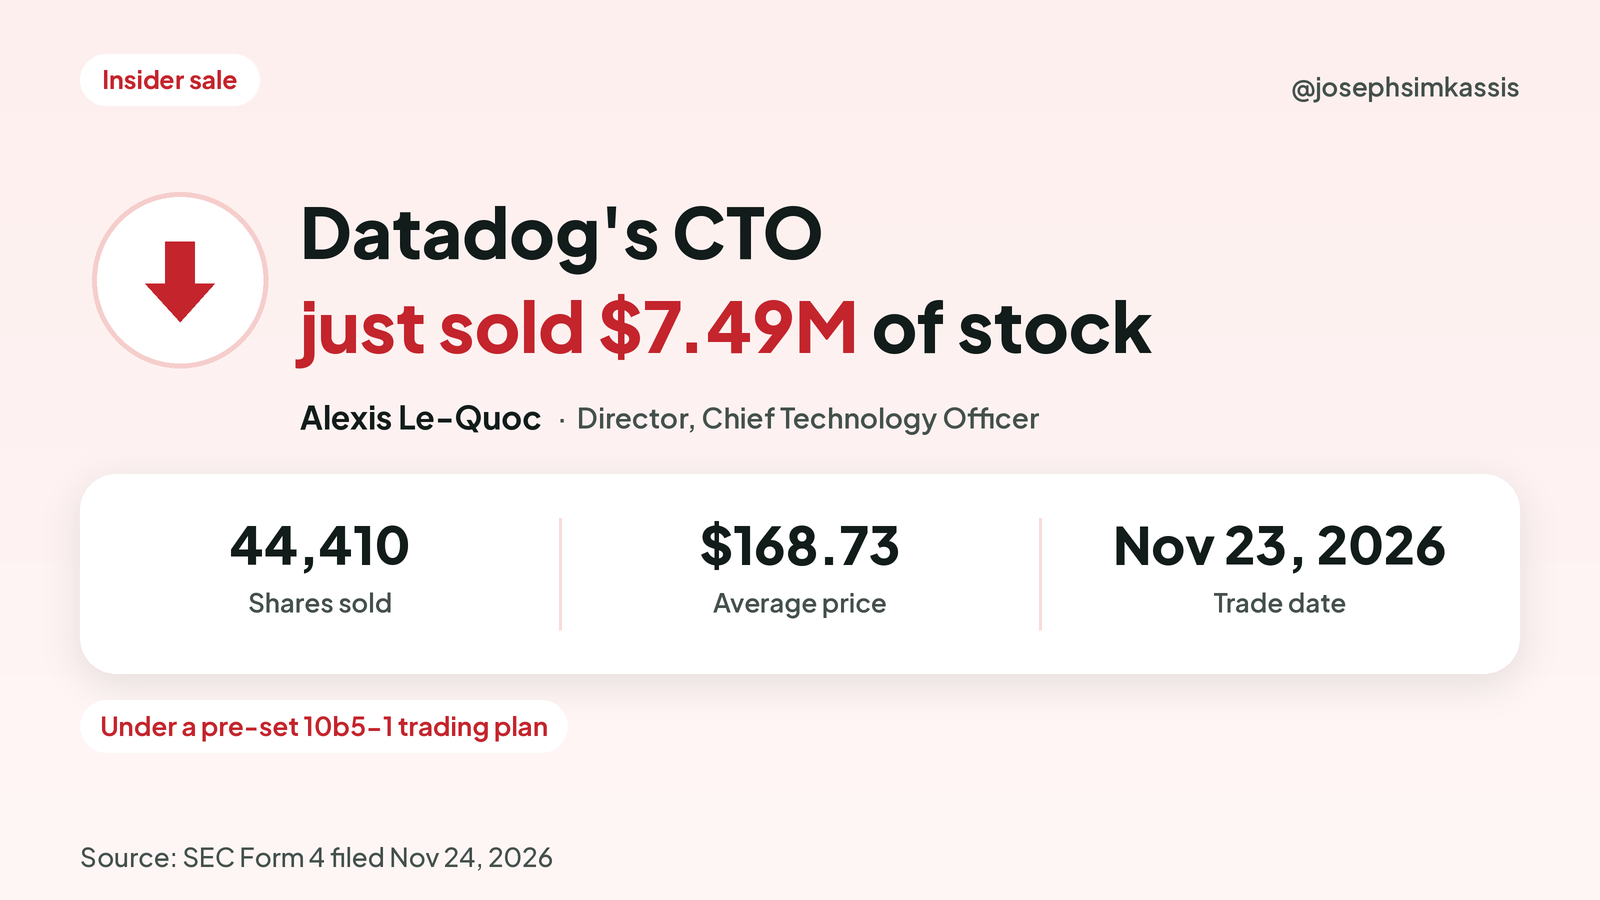 Insider sale
@josephsimkassis
Datadog's CTO
just sold $7.49M of stock
Alexis Le-Quoc · Director, Chief Technology Officer
44,410
Shares sold
$168.73
Average price
Nov 23, 2026
Trade date
Under a pre-set 10b5-1 trading plan
Source: SEC Form 4 filed Nov 24, 2026